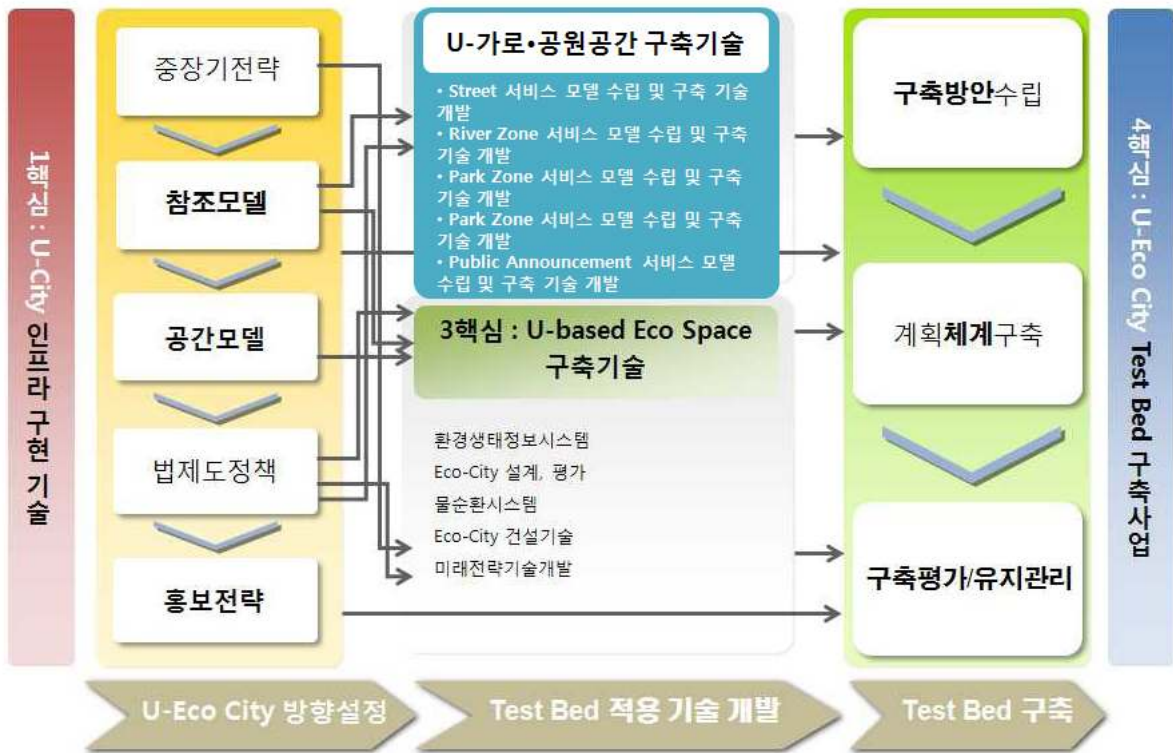 1핵심 : U-City 인프라 구현 기술
중장기전략
참조모델
공간모델
법제도정책
홍보전략
U-가로•공원공간 구축기술
• Street 서비스 모델 수립 및 구축 기술
개발
• River Zone 서비스 모델 수립 및 구축
기술 개발
• Park Zone 서비스 모델 수립 및 구축
기술 개발
• Park Zone 서비스 모델 수립 및 구축
기술 개발
• Public Announcement 서비스 모델
수립 및 구축 기술 개발
3핵심 : U-based Eco Space
구축기술
환경생태정보시스템
Eco-City 설계, 평가
물순환시스템
Eco-City 건설기술
미래전략기술개발
구축방안수립
계획체계구축
구축평가/유지관리
4핵심 : U-Eco City Test Bed 구축사업
U-Eco City 방향설정
Test Bed 적용 기술 개발
Test Bed 구축